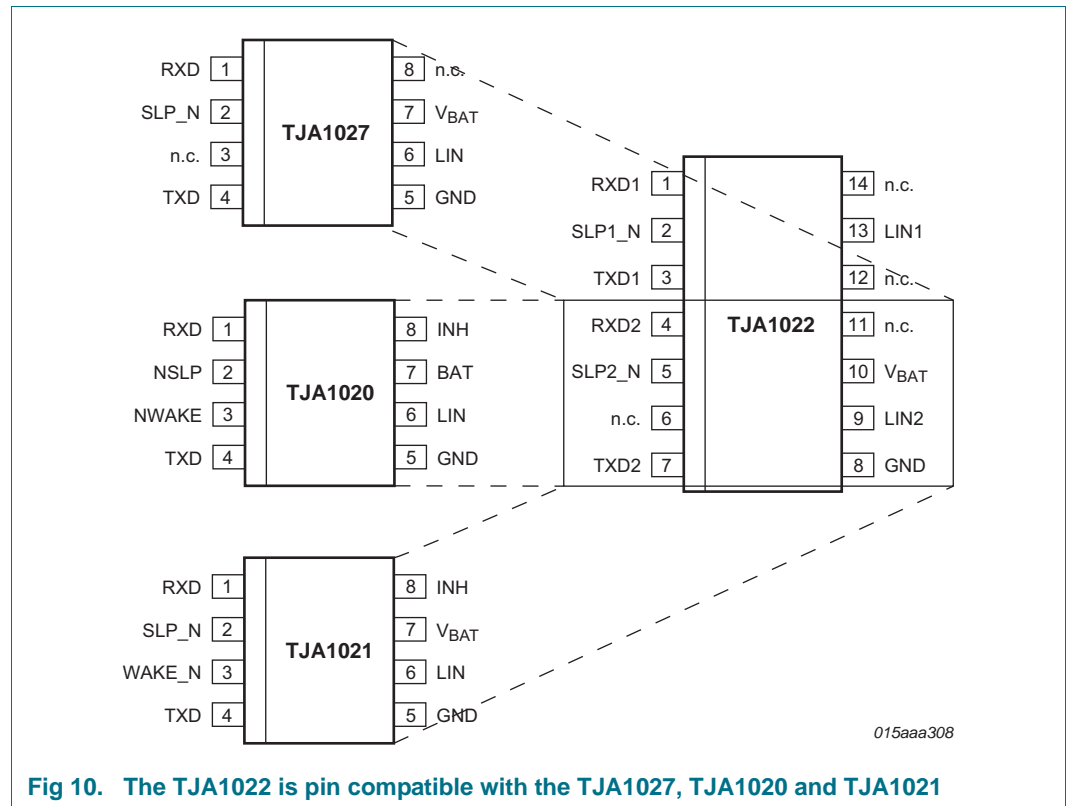 RXD 1 8 n.c.
SLP_N 2 7 VBAT
TJA1027
n.c. 3 6 LIN
TXD 4 5 GND
RXD1 1 14 n.c.
SLP1_N 2 13 LIN1
TXD1 3 12 n.c.
RXD2 4 TJA1022 11 n.c.
SLP2_N 5 10 VBAT
n.c. 6 9 LIN2
TXD2 7 8 GND
RXD 1 8 INH
NSLP 2 7 BAT
TJA1020
NWAKE 3 6 LIN
TXD 4 5 GND
RXD 1 8 INH
SLP_N 2 7 VBAT
TJA1021
WAKE_N 3 6 LIN
TXD 4 5 GND
015aaa308
Fig 10. The TJA1022 is pin compatible with the TJA1027, TJA1020 and TJA1021